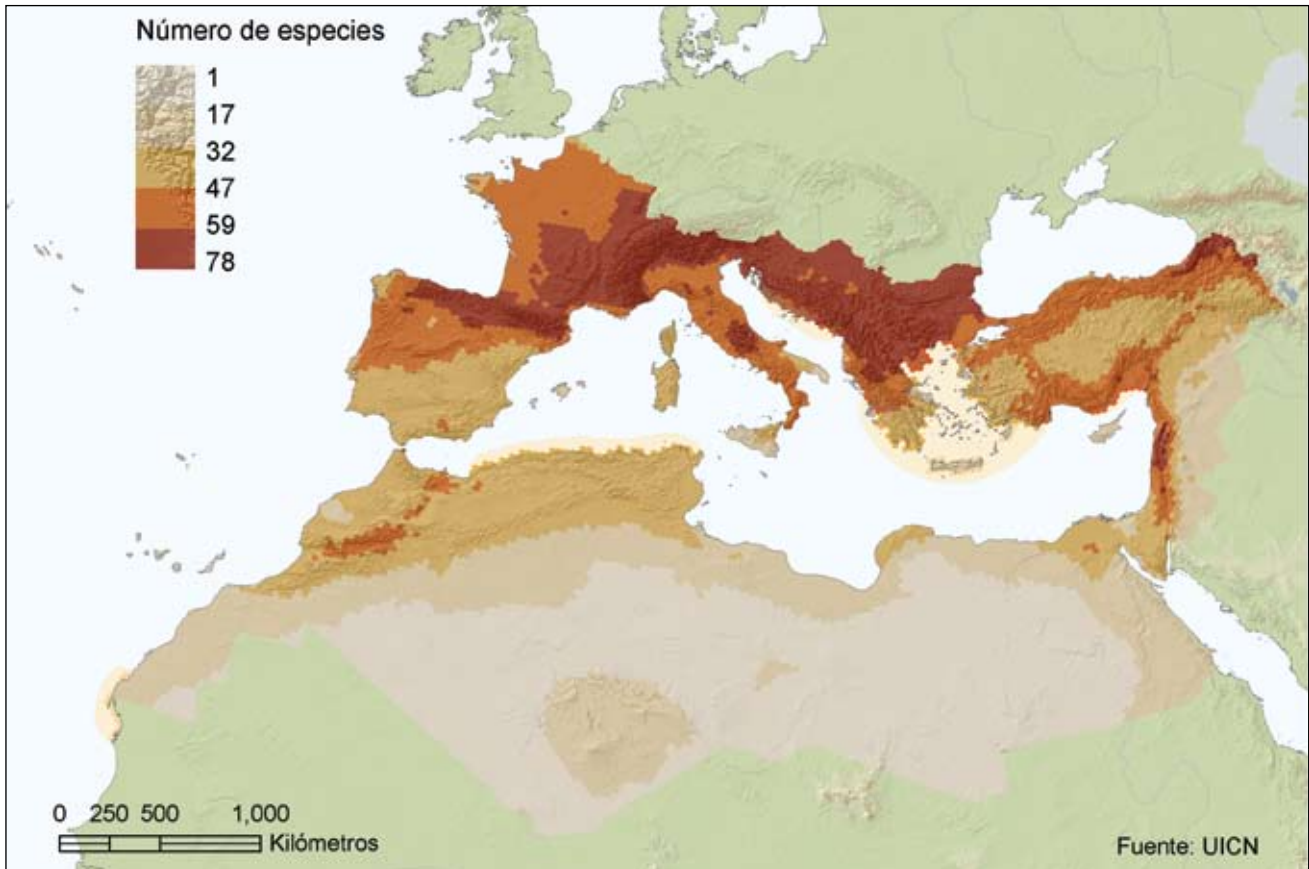 Número de especies
1
17
32
47
59
78
0 250 500 1,000
Kilómetros
Fuente: UICN